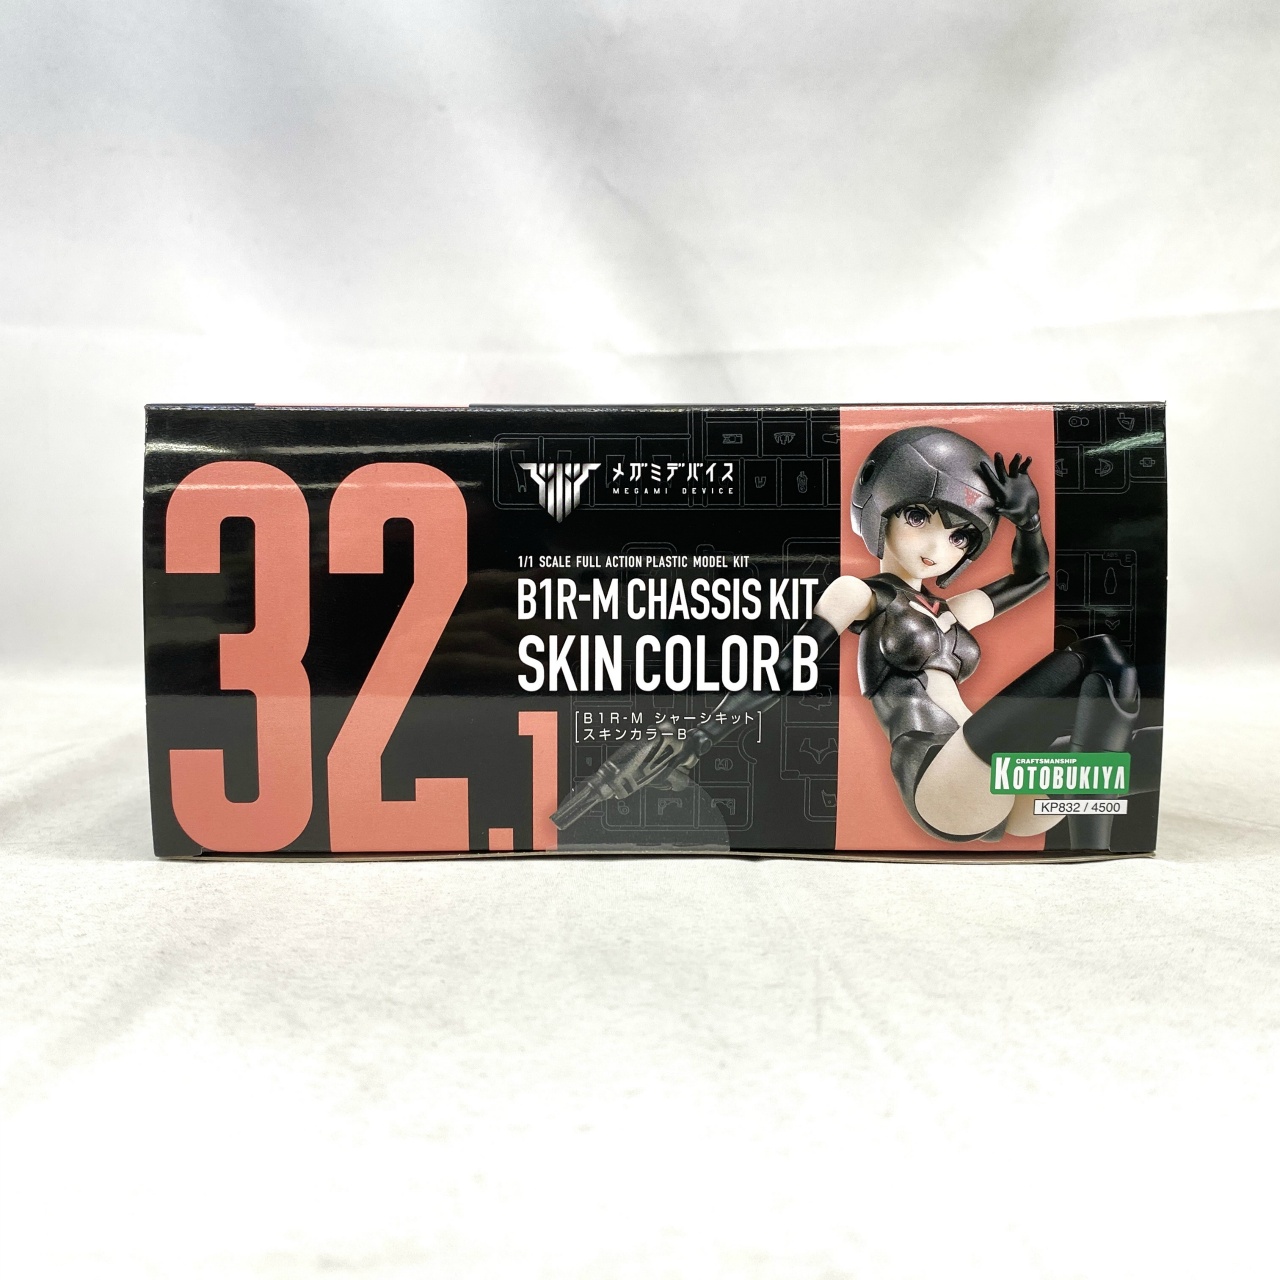 32.1
メガミデバイス
MEGAMI DEVICE
1/1 SCALE FULL ACTION PLASTIC MODEL KIT
B1R-M CHASSIS KIT
SKIN COLOR B
[B1R-M シャーシキット
スキンカラーB]
CRAFTSMANSHIP
KOTOBUKIYA
KP832 / 4500